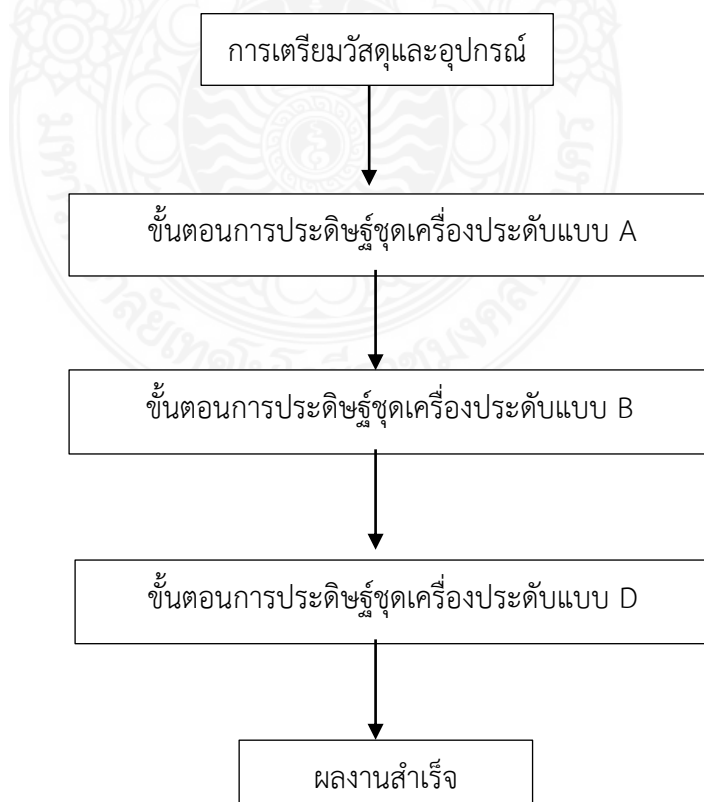 การเตรียมวัสดุและอุปกรณ์
ขั้นตอนการประดิษฐ์ชุดเครื่องประดับแบบ A
ขั้นตอนการประดิษฐ์ชุดเครื่องประดับแบบ B
ขั้นตอนการประดิษฐ์ชุดเครื่องประดับแบบ D
ผลงานสำเร็จ